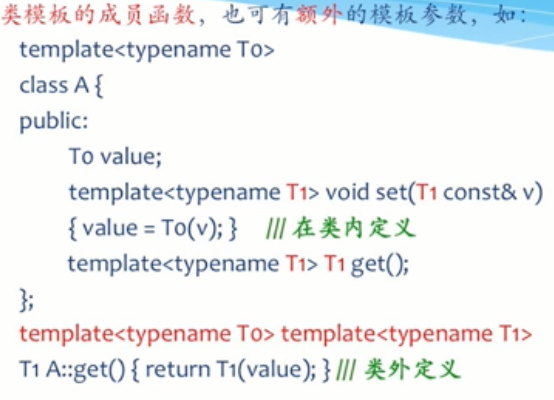 类模板的成员函数，也可有额外的模板参数，如：
template<typename T0>
class A {
public:
T0 value;
template<typename T1> void set(T1 const& v)
{ value = T0(v); }    /// 在类内定义
template<typename T1> T1 get();
};
template<typename T0> template<typename T1>
T1 A::get() { return T1(value); } /// 类外定义